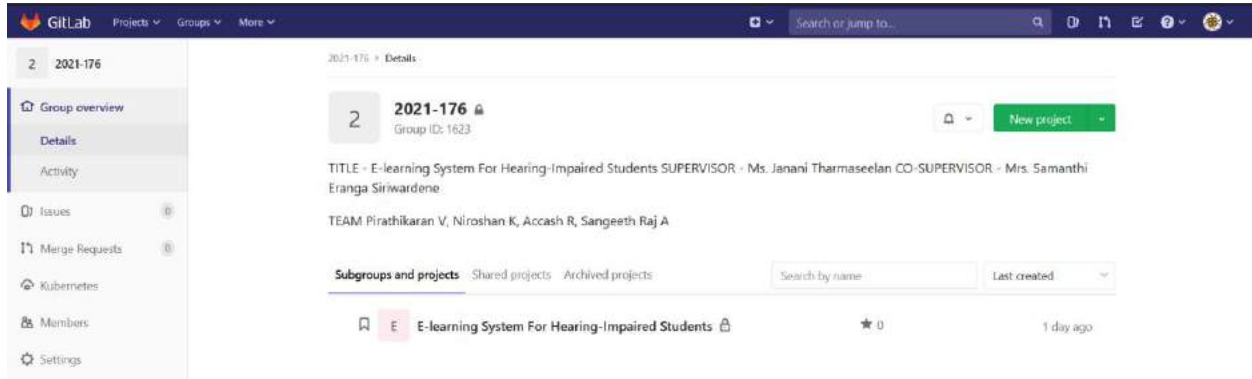 GitLab Projects Groups More Search or jump to...
2 2021-176
Group overview
Details
Activity
Issues 0
Merge Requests 0
Kubernetes
Members
Settings
2021-176 > Details
2 2021-176
Group ID: 1623
New project
TITLE - E-learning System For Hearing-Impaired Students SUPERVISOR - Ms. Janani Tharmaseelan CO-SUPERVISOR - Mrs. Samanthi
Eranga Siriwardene
TEAM Pirathikaran V, Niroshan K, Accash R, Sangeeth Raj A
Subgroups and projects Shared projects Archived projects Search by name Last created
E E-learning System For Hearing-Impaired Students 0 1 day ago